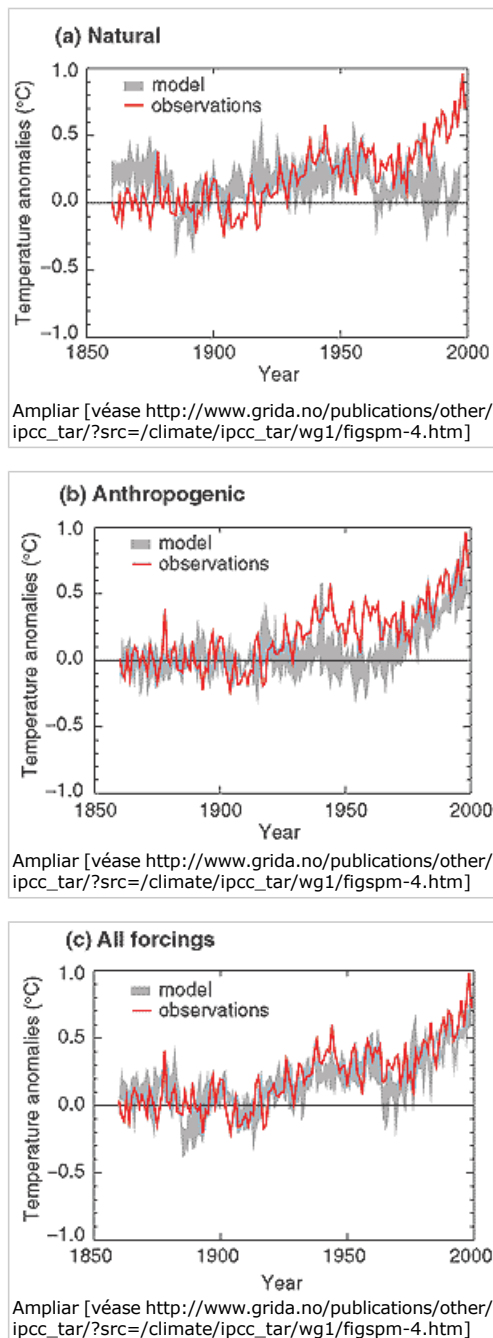 (a) Natural
Temperature anomalies (°C)
1.0
0.5
0.0
−0.5
−1.0
model
observations
1850
1900
1950
2000
Year
Ampliar [véase http://www.grida.no/publications/other/
ipcc_tar/?src=/climate/ipcc_tar/wg1/figspm-4.htm]
(b) Anthropogenic
Temperature anomalies (°C)
1.0
0.5
0.0
−0.5
−1.0
model
observations
1850
1900
1950
2000
Year
Ampliar [véase http://www.grida.no/publications/other/
ipcc_tar/?src=/climate/ipcc_tar/wg1/figspm-4.htm]
(c) All forcings
Temperature anomalies (°C)
1.0
0.5
0.0
−0.5
−1.0
model
observations
1850
1900
1950
2000
Year
Ampliar [véase http://www.grida.no/publications/other/
ipcc_tar/?src=/climate/ipcc_tar/wg1/figspm-4.htm]